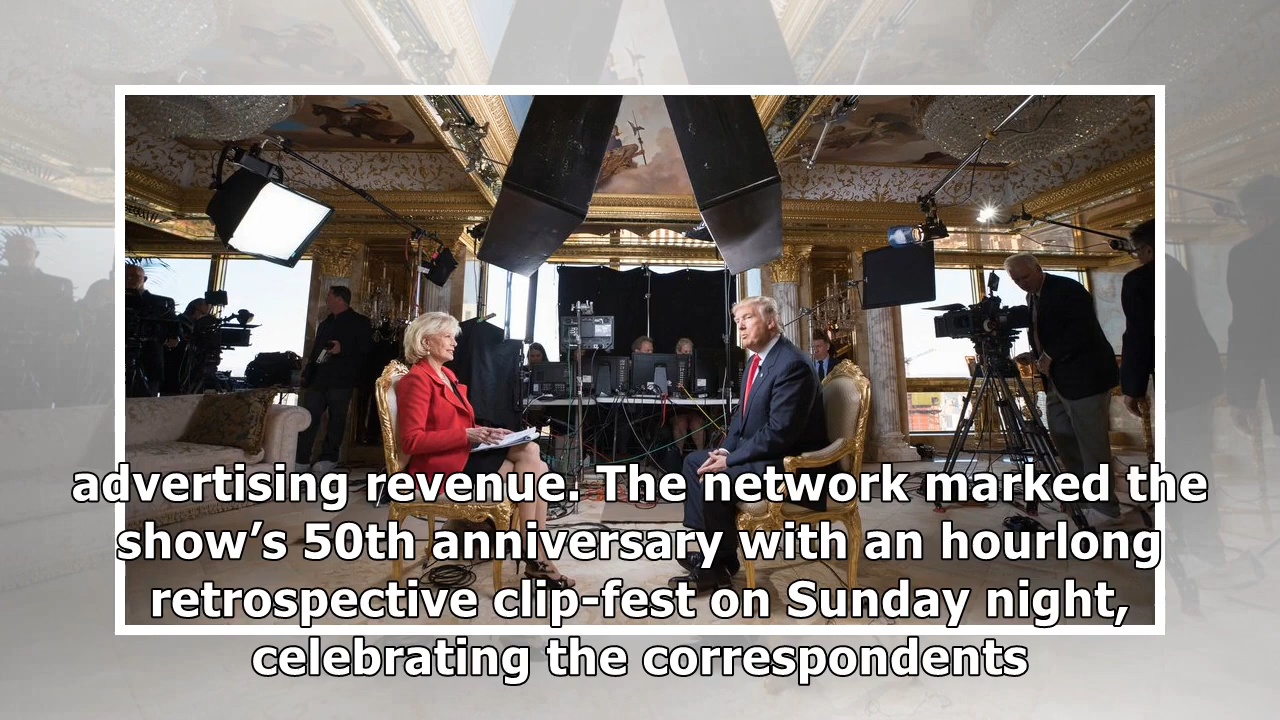 advertising revenue. The network marked the
show’s 50th anniversary with an hourlong
retrospective clip-fest on Sunday night,
celebrating the correspondents